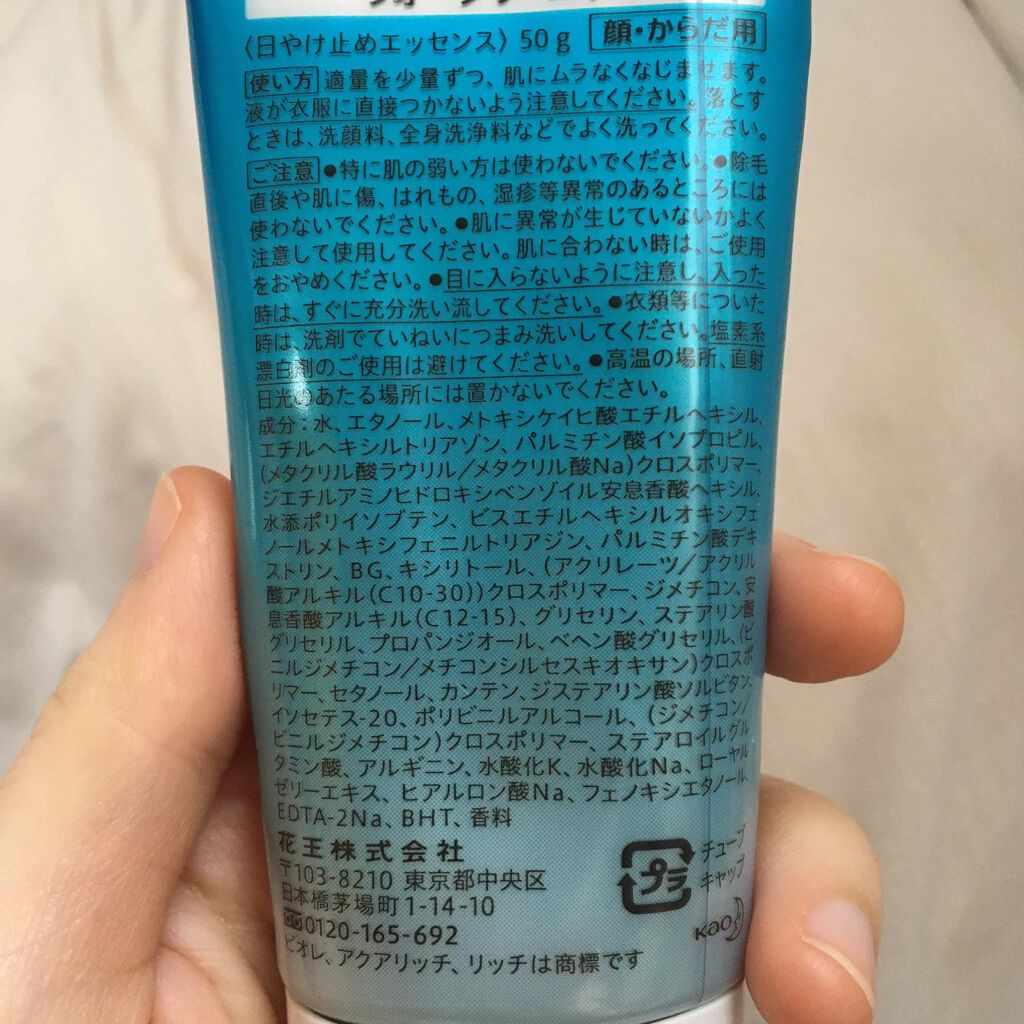 〈日やけ止めエッセンス〉50g 顔・からだ用
使い方 適量を少量ずつ、肌にムラなくなじませます。
液が衣服に直接つかないよう注意してください。落とす
ときは、洗顔料、全身洗浄料などでよく洗ってください。
ご注意 ●特に肌の弱い方は使わないでください。●除毛
直後や肌に傷、はれもの、湿疹等異常のあるところには
使わないでください。●肌に異常が生じていないかよく
注意して使用してください。肌に合わない時は、ご使用
をおやめください。●目に入らないように注意し、入った
時は、すぐに充分洗い流してください。●衣類等についた
時は、洗剤でていねいにつまみ洗いしてください。塩素系
漂白剤のご使用は避けてください。●高温の場所、直射
日光のあたる場所には置かないでください。
成分：水、エタノール、メトキシケイヒ酸エチルヘキシル、
エチルヘキシルトリアゾン、パルミチン酸イソプロピル、
(メタクリル酸ラウリル/メタクリル酸Na)クロスポリマー、
ジエチルアミノヒドロキシベンゾイル安息香酸ヘキシル、
水添ポリイソブテン、ビスエチルヘキシルオキシフェ
ノールメトキシフェニルトリアジン、パルミチン酸デキ
ストリン、BG、キシリトール、(アクリレーツ/アクリル
酸アルキル(C10-30))クロスポリマー、ジメチコン、安
息香酸アルキル(C12-15)、グリセリン、ステアリン酸
グリセリル、プロパンジオール、ベヘン酸グリセリル、(ビ
ニルジメチコン/メチコンシルセスキオキサン)クロスポ
リマー、セタノール、カンテン、ジステアリン酸ソルビタン、
イソセテス-20、ポリビニルアルコール、(ジメチコン/
ビニルジメチコン)クロスポリマー、ステアロイルグル
タミン酸、アルギニン、水酸化K、水酸化Na、ローヤル
ゼリーエキス、ヒアルロン酸Na、フェノキシエタノール、
EDTA-2Na、BHT、香料
花王株式会社
〒103-8210 東京都中央区
日本橋茅場町1-14-10
0120-165-692
ビオレ、アクアリッチ、リッチは商標です
プラ
チューブ
キャップ
Kao